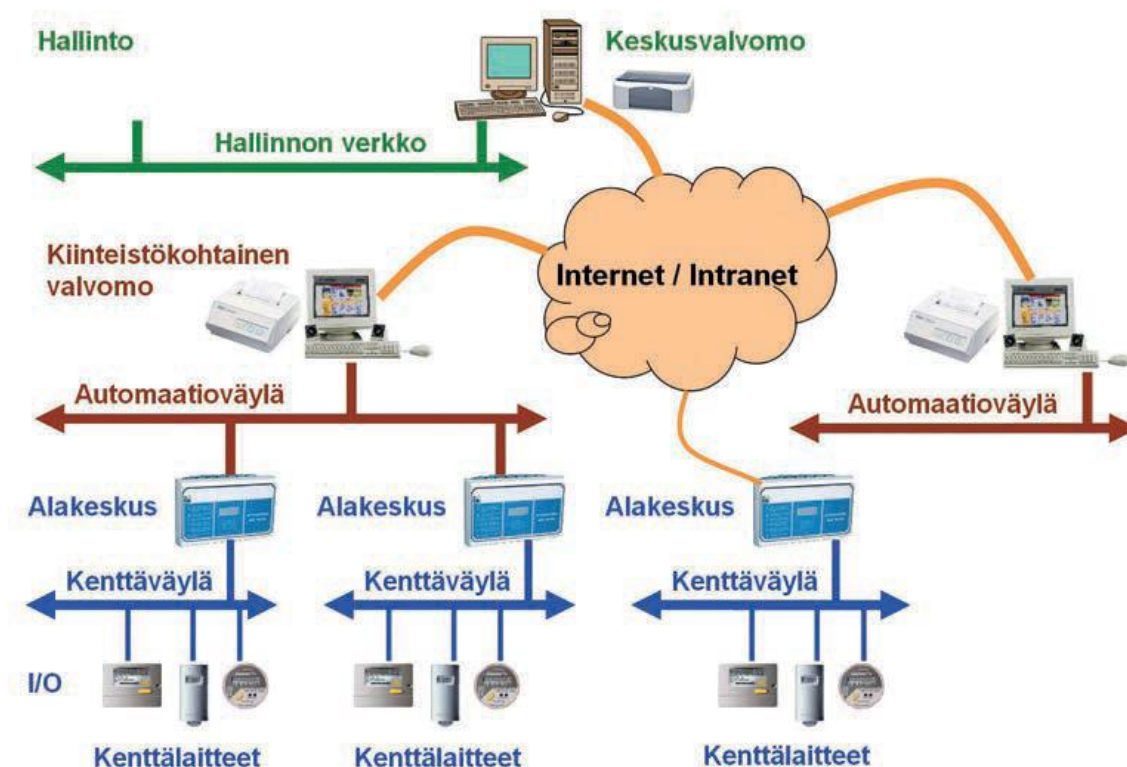 Hallinto
Keskusvalvomo
Hallinnon verkko
Kiinteistökohtainen
valvomo
Internet / Intranet
Automaatioväylä
Automaatioväylä
Alakeskus
Alakeskus
Alakeskus
Kenttäväylä
Kenttäväylä
Kenttäväylä
I/O
Kenttälaitteet
Kenttälaitteet
Kenttälaitteet